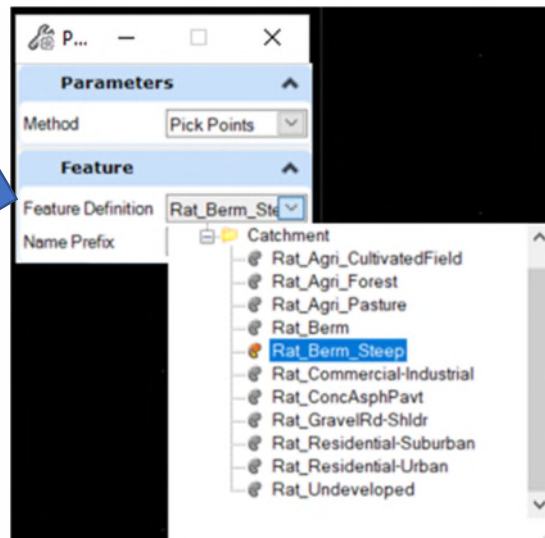 P...
Parameters
Method Pick Points
Feature
Feature Definition Rat_Berm_Ste
Name Prefix
Catchment
Rat_Agri_CultivatedField
Rat_Agri_Forest
Rat_Agri_Pasture
Rat_Berm
Rat_Berm_Steep
Rat_Commercial-Industrial
Rat_ConcAsphPavt
Rat_GravelRd-Shldr
Rat_Residential-Suburban
Rat_Residential-Urban
Rat_Undeveloped